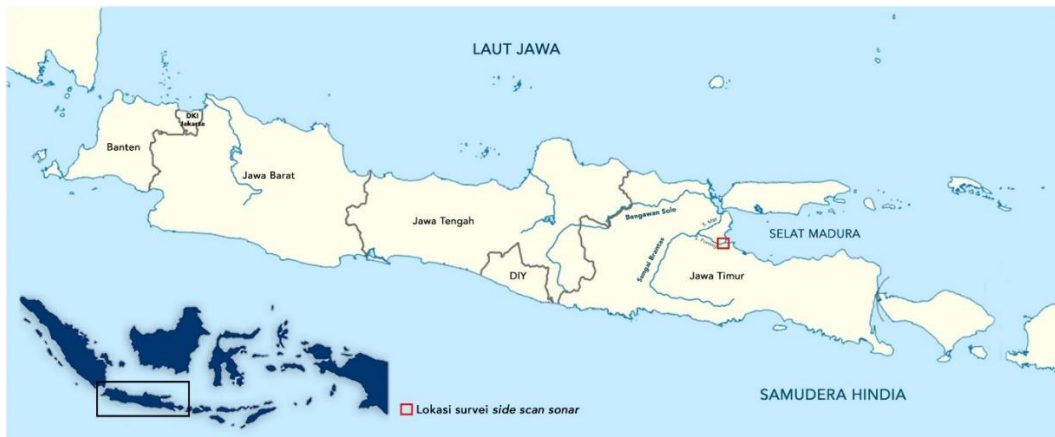 LAUT JAWA
DKI
Jakarta
Banten
Jawa Barat
Jawa Tengah
Bengawan Solo
S. Mas
SELAT MADURA
Sungai Brantas
Jawa Timur
DIY
SAMUDERA HINDIA
Lokasi survei side scan sonar